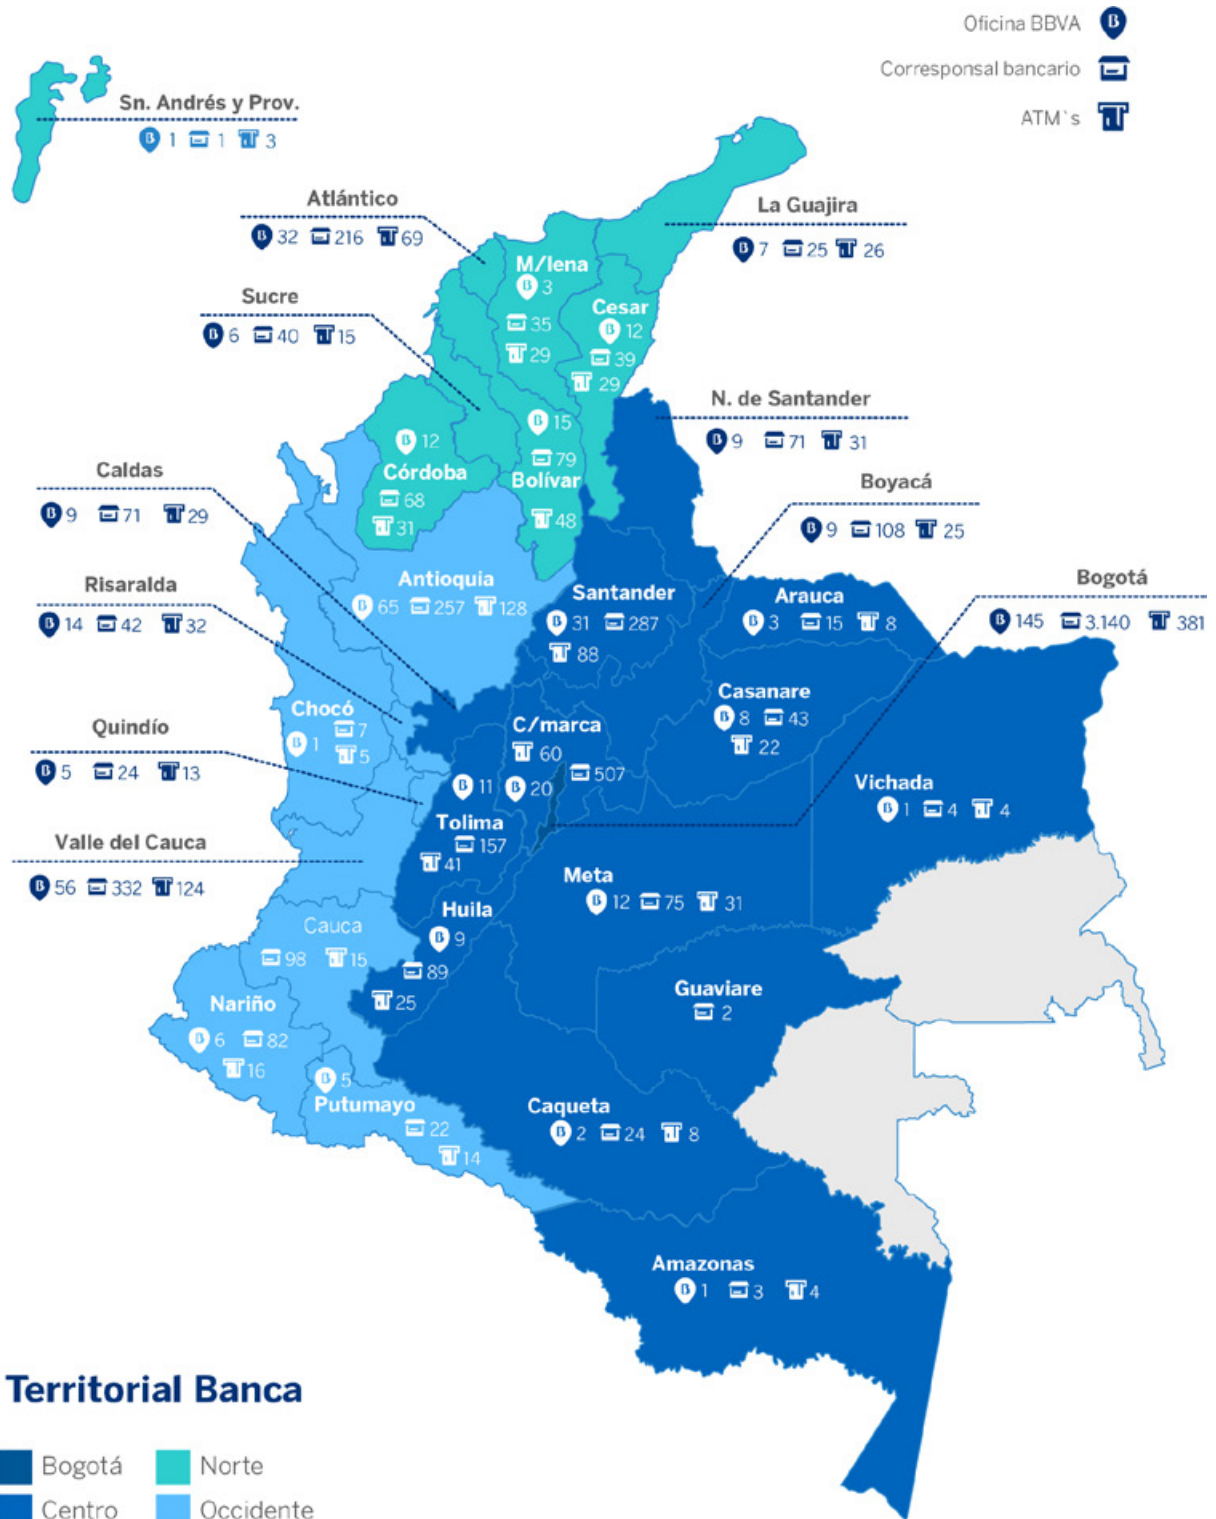 Oficina BBVA
Corresponsal bancario
ATM`s
Sn. Andrés y Prov.
1 1 3
Atlántico
32 216 69
La Guajira
7 25 26
M/lena
3
35
29
Cesar
12
39
29
Sucre
6 40 15
N. de Santander
9 71 31
15
79
Bolívar
48
12
Córdoba
68
31
Caldas
9 71 29
Boyacá
9 108 25
Risaralda
14 42 32
Antioquia
65 257 128
Santander
31 287
88
Arauca
3 15 8
Bogotá
145 3.140 381
Chocó
7
1 5
C/marca
60
20 507
Casanare
8 43
22
Quindío
5 24 13
11
Tolima
157
41
Vichada
1 4 4
Valle del Cauca
56 332 124
Meta
12 75 31
Cauca
98 15
Huila
9
89
25
Guaviare
2
Nariño
6 82
16
5
Putumayo
22
14
Caqueta
2 24 8
Amazonas
1 3 4
Territorial Banca
Bogotá Norte
Centro Occidente